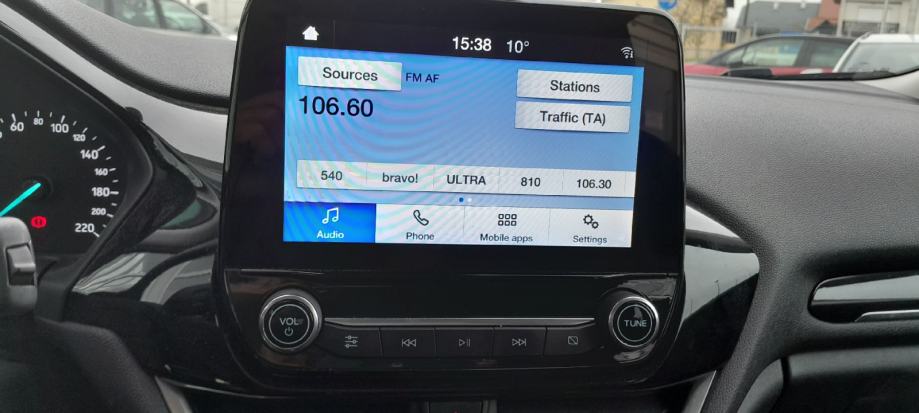 15:38 10°
Sources FM AF
106.60
Stations
Traffic (TA)
540 bravo! ULTRA 810 106.30
Audio Phone Mobile apps Settings
VOL
TUNE
60 80 100 120 140 160 180 200 220